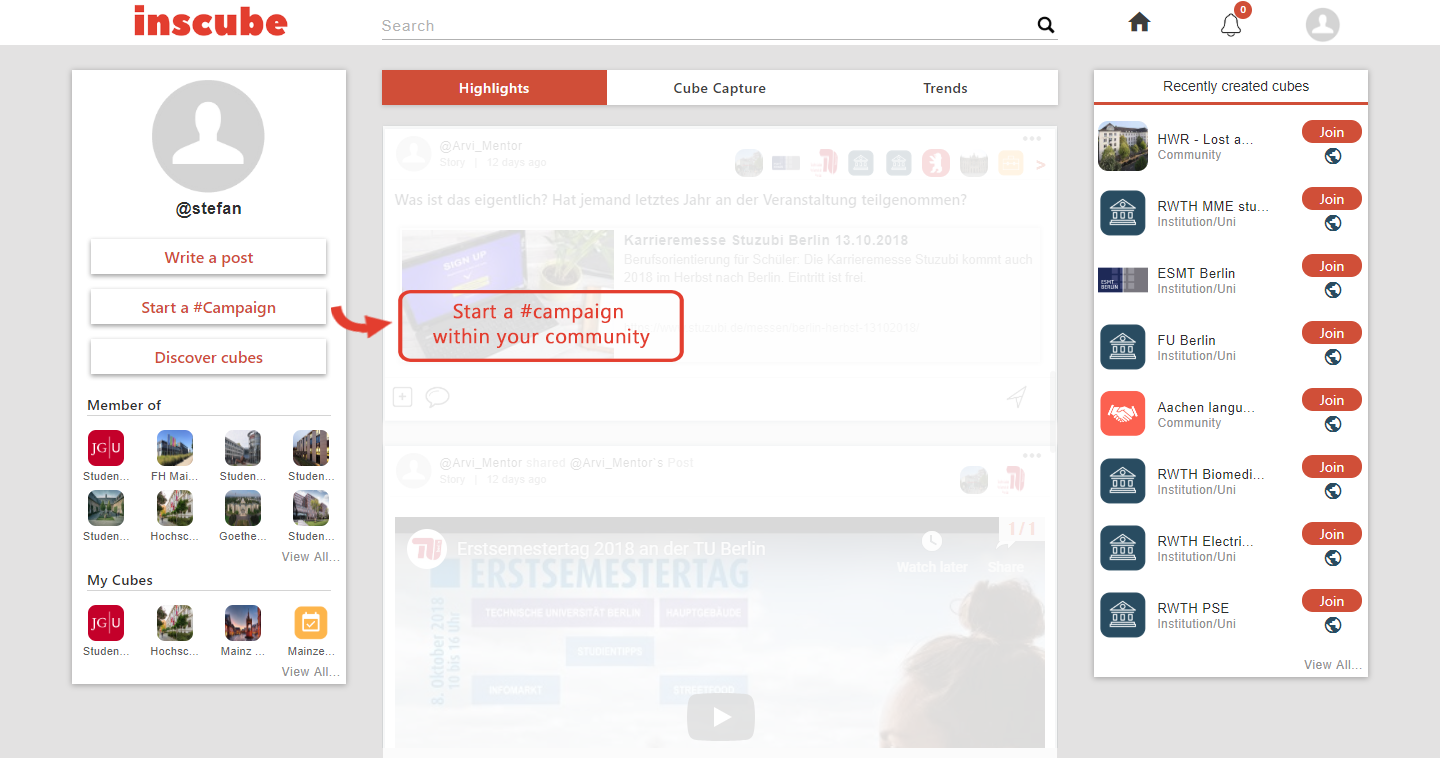 inscube
Search
0
@stefan
Write a post
Start a #Campaign
Discover cubes
Member of
JG|U
Studen...
FH Mai...
Studen...
Studen...
Studen...
Hochsc...
Goethe...
Studen...
View All...
My Cubes
JG|U
Studen...
Hochsc...
Mainz ...
Mainze...
View All...
Highlights
Cube Capture
Trends
@Arvi_Mentor
Story | 12 days ago
>
Was ist das eigentlich? Hat jemand letztes Jahr an der Veranstaltung teilgenommen?
SIGN UP
Karrieremesse Stuzubi Berlin 13.10.2018
Berufsorientierung für Schüler. Die Karrieremesse Stuzubi kommt auch
2018 im Herbst nach Berlin. Eintritt ist frei.
Start a #campaign
within your community
@Arvi_Mentor shared @Arvi_Mentor`s Post
Story | 12 days ago
1 / 1
Erstsemestertag 2018 an der TU Berlin
Watch later
Share
ERSTSEMESTERTAG
8. Oktober 2018
10 bis 16 Uhr
TECHNISCHE UNIVERSITÄT BERLIN
HAUPTGEBÄUDE
STUDIENTIPPS
INFOMARKT
STREETFOOD
Recently created cubes
HWR - Lost a...
Community
Join
RWTH MME stu...
Institution/Uni
Join
ESMT
BERLIN
ESMT Berlin
Institution/Uni
Join
FU Berlin
Institution/Uni
Join
Aachen langu...
Community
Join
RWTH Biomedi...
Institution/Uni
Join
RWTH Electri...
Institution/Uni
Join
RWTH PSE
Institution/Uni
Join
View All...